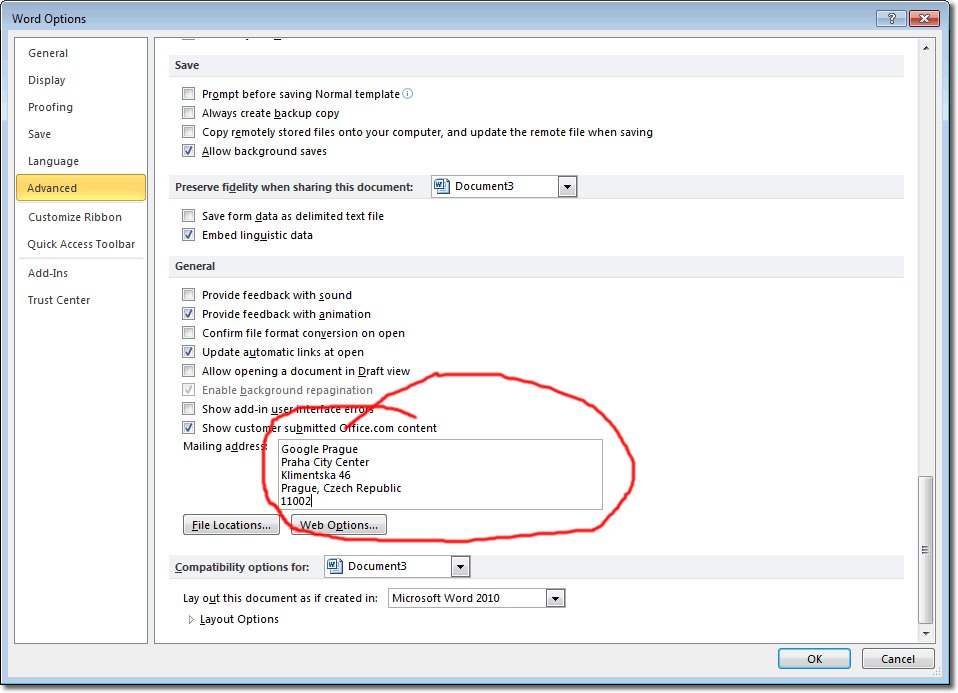 Word Options
General
Display
Proofing
Save
Language
Advanced
Customize Ribbon
Quick Access Toolbar
Add-Ins
Trust Center
Save
Prompt before saving Normal template
Always create backup copy
Copy remotely stored files onto your computer, and update the remote file when saving
Allow background saves
Preserve fidelity when sharing this document: Document3
Save form data as delimited text file
Embed linguistic data
General
Provide feedback with sound
Provide feedback with animation
Confirm file format conversion on open
Update automatic links at open
Allow opening a document in Draft view
Enable background repagination
Show add-in user interface errors
Show customer submitted Office.com content
Mailing address: Google Prague
Praha City Center
Klimentska 46
Prague, Czech Republic
11002
File Locations... Web Options...
Compatibility options for: Document3
Lay out this document as if created in: Microsoft Word 2010
Layout Options
OK Cancel